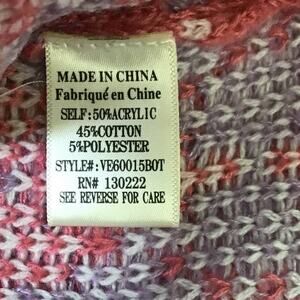 MADE IN CHINA
Fabriqué en Chine
SELF:50%ACRYLIC
45%COTTON
5%POLYESTER
STYLE#:VE60015BOT
RN# 130222
SEE REVERSE FOR CARE